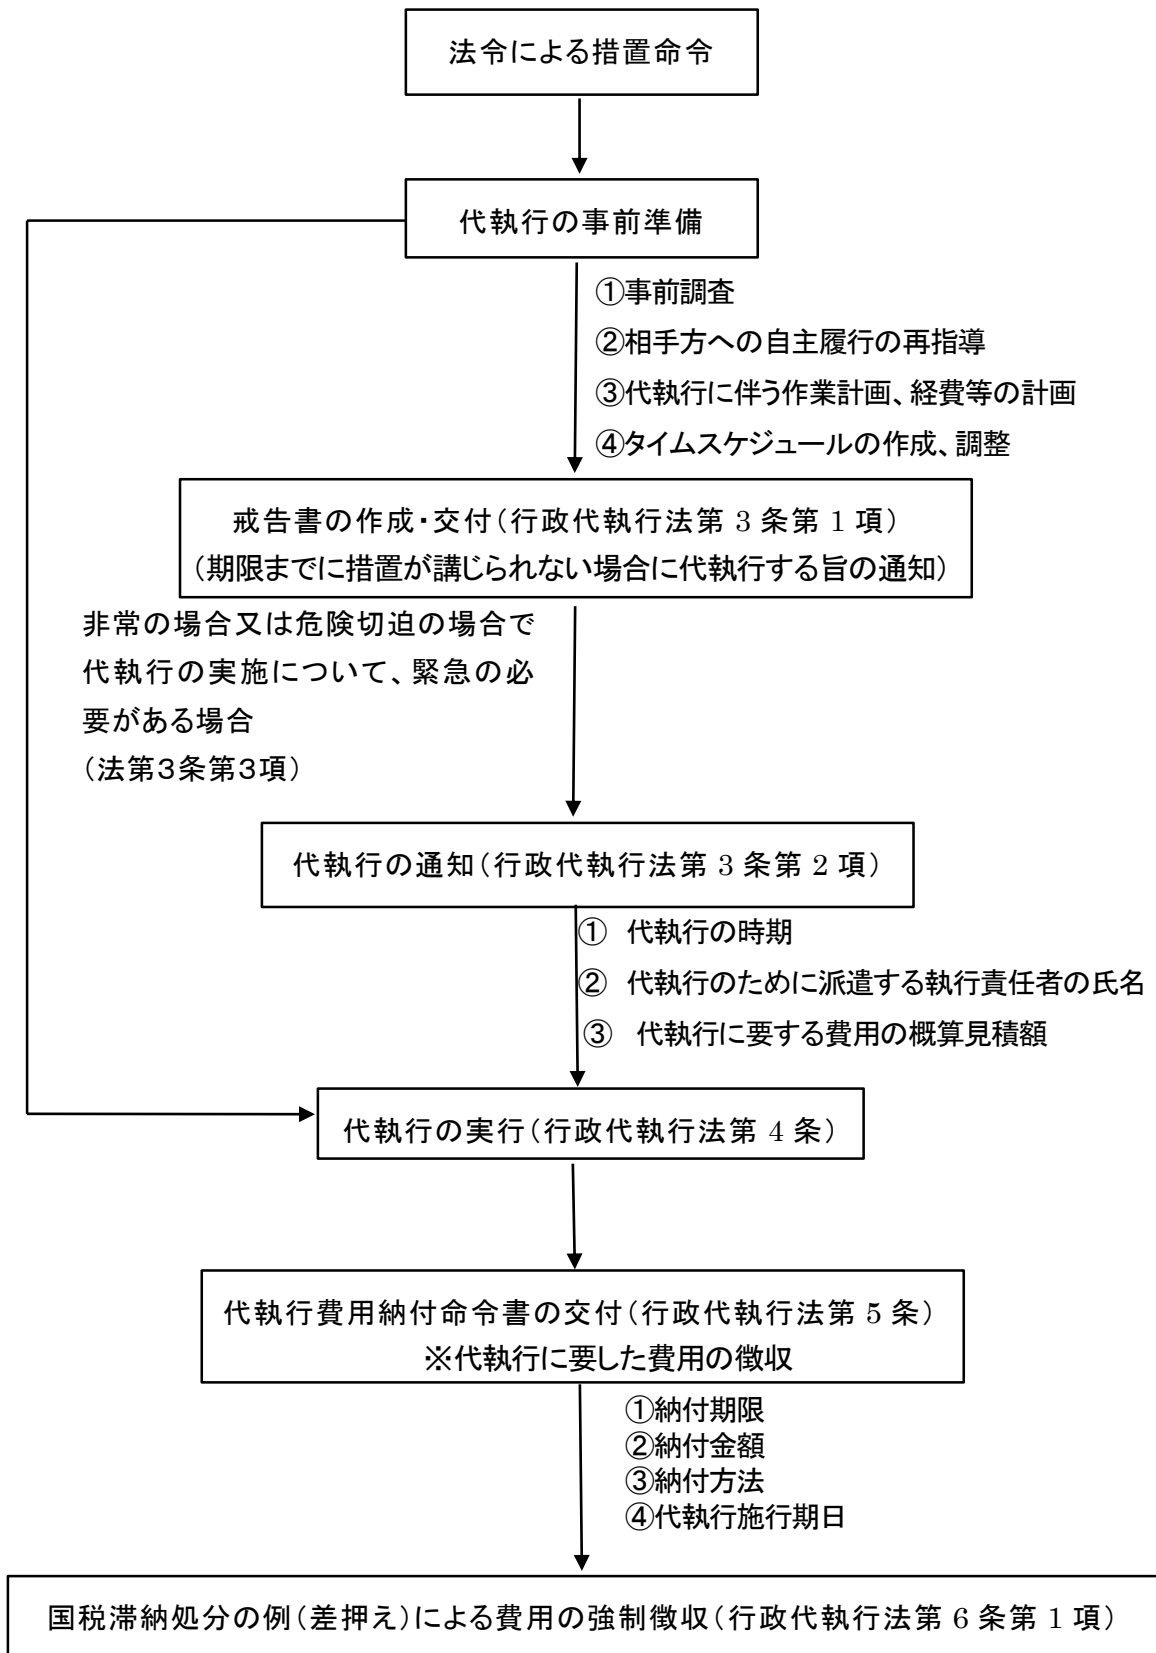 法令による措置命令
代執行の事前準備
①事前調査
②相手方への自主履行の再指導
③代執行に伴う作業計画、経費等の計画
④タイムスケジュールの作成、調整
戒告書の作成・交付(行政代執行法第 3 条第 1 項)
(期限までに措置が講じられない場合に代執行する旨の通知)
非常の場合又は危険切迫の場合で
代執行の実施について、緊急の必
要がある場合
(法第3条第3項)
代執行の通知(行政代執行法第 3 条第 2 項)
① 代執行の時期
② 代執行のために派遣する執行責任者の氏名
③ 代執行に要する費用の概算見積額
代執行の実行(行政代執行法第 4 条)
代執行費用納付命令書の交付(行政代執行法第 5 条)
※代執行に要した費用の徴収
①納付期限
②納付金額
③納付方法
④代執行施行期日
国税滞納処分の例(差押え)による費用の強制徴収(行政代執行法第 6 条第 1 項)